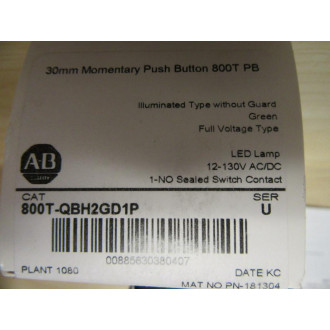 30mm Momentary Push Button 800T PB
Illuminated Type without Guard
Green
Full Voltage Type
A-B
LED Lamp
12-130V AC/DC
1-NO Sealed Switch Contact
CAT
SER
800T-QBH2GD1P
U
00885630380407
PLANT 1080
DATE KC
MAT NO PN-181304